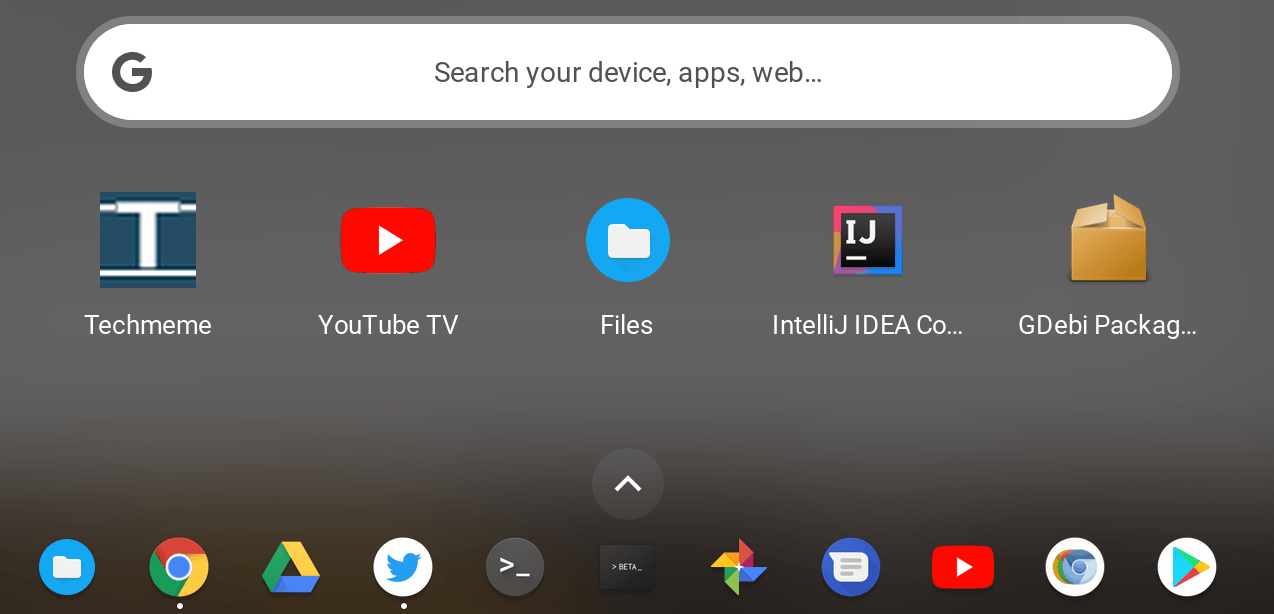 Search your device, apps, web...
Techmeme
YouTube TV
Files
IJ
IntelliJ IDEA Co...
GDebi Packag...
>_
> BETA_